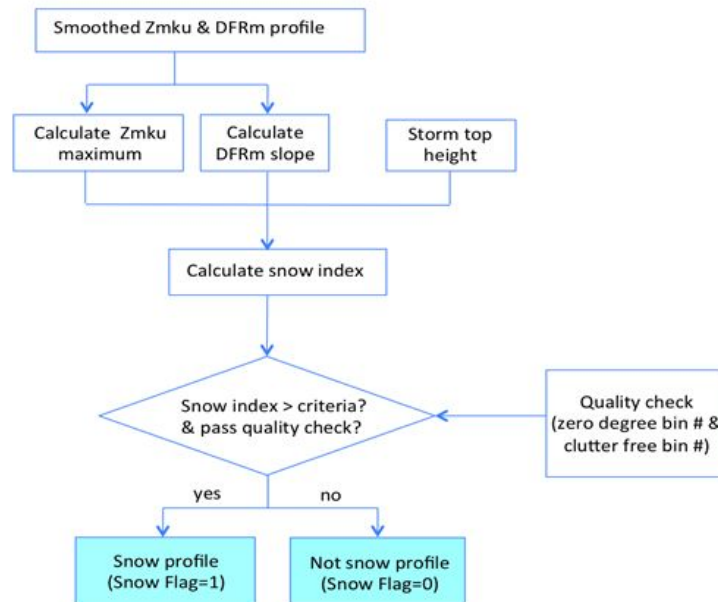 Smoothed Zmku & DFRm profile
Calculate Zmku
maximum
Calculate
DFRm slope
Storm top
height
Calculate snow index
Snow index > criteria?
& pass quality check?
Quality check
(zero degree bin # &
clutter free bin #)
yes
no
Snow profile
(Snow Flag=1)
Not snow profile
(Snow Flag=0)